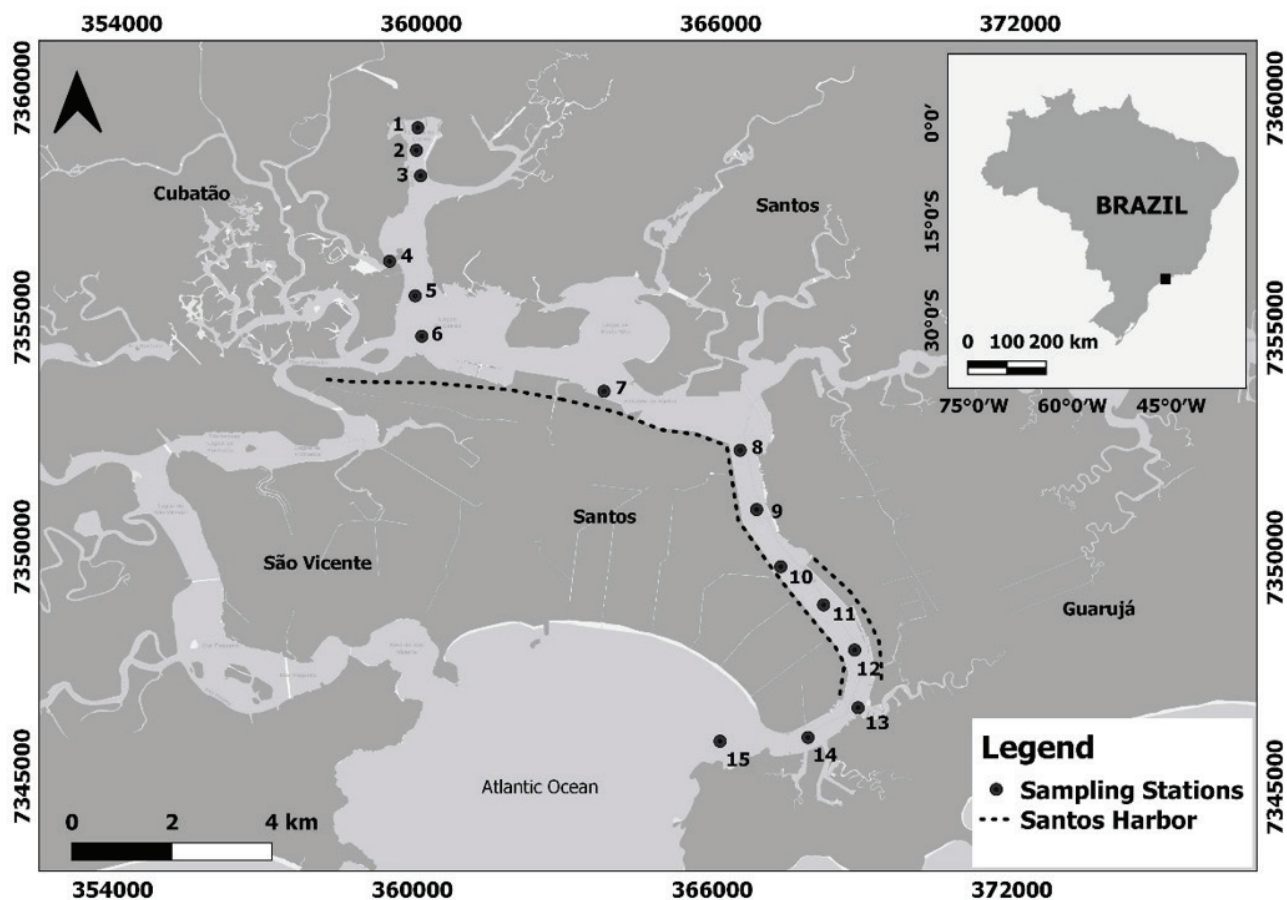 354000
360000
366000
372000
7360000
7355000
7350000
7345000
7360000
7355000
7350000
7345000
1
2
3
Cubatão
Santos
4
5
6
7
8
9
Santos
São Vicente
10
11
Guarujá
12
13
14
15
Atlantic Ocean
BRAZIL
0°0'
15°0'S
30°0'S
0 100 200 km
75°0'W
60°0'W
45°0'W
Legend
Sampling Stations
Santos Harbor
0 2 4 km
354000
360000
366000
372000